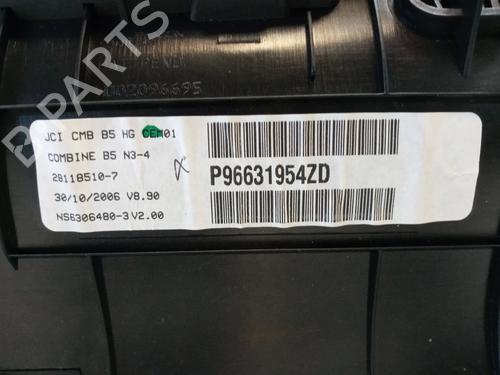 B PARTS
JCI CMB B5 HG CEM01
COMBINE B5 N3-4
28118510-7
30/10/2006 V8.90
NS6306480-3 V2.00
P96631954ZD